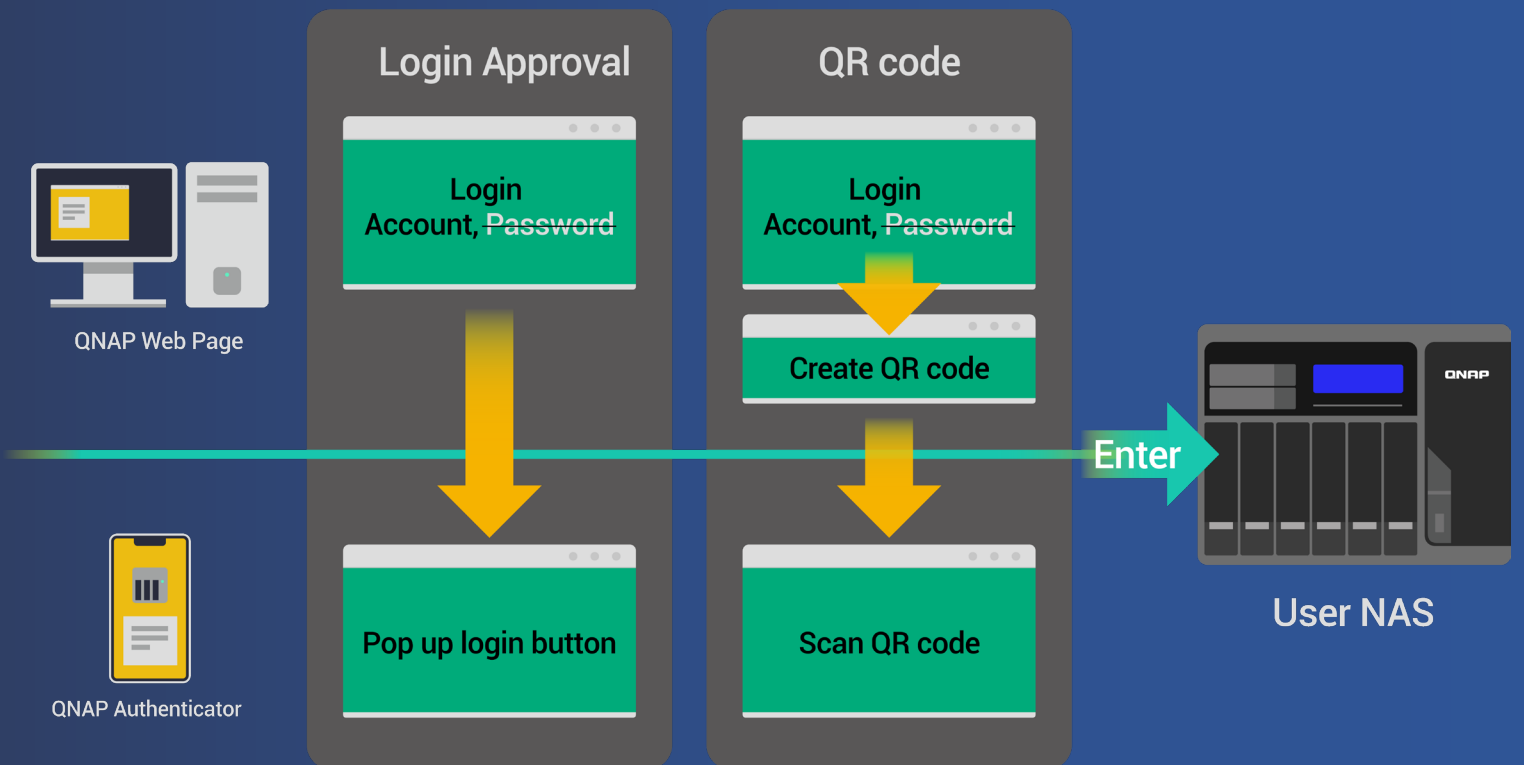 Login Approval
QR code
Login
Account, Password
Login
Account, Password
QNAP Web Page
Create QR code
QNAP
Enter
Pop up login button
Scan QR code
User NAS
QNAP Authenticator